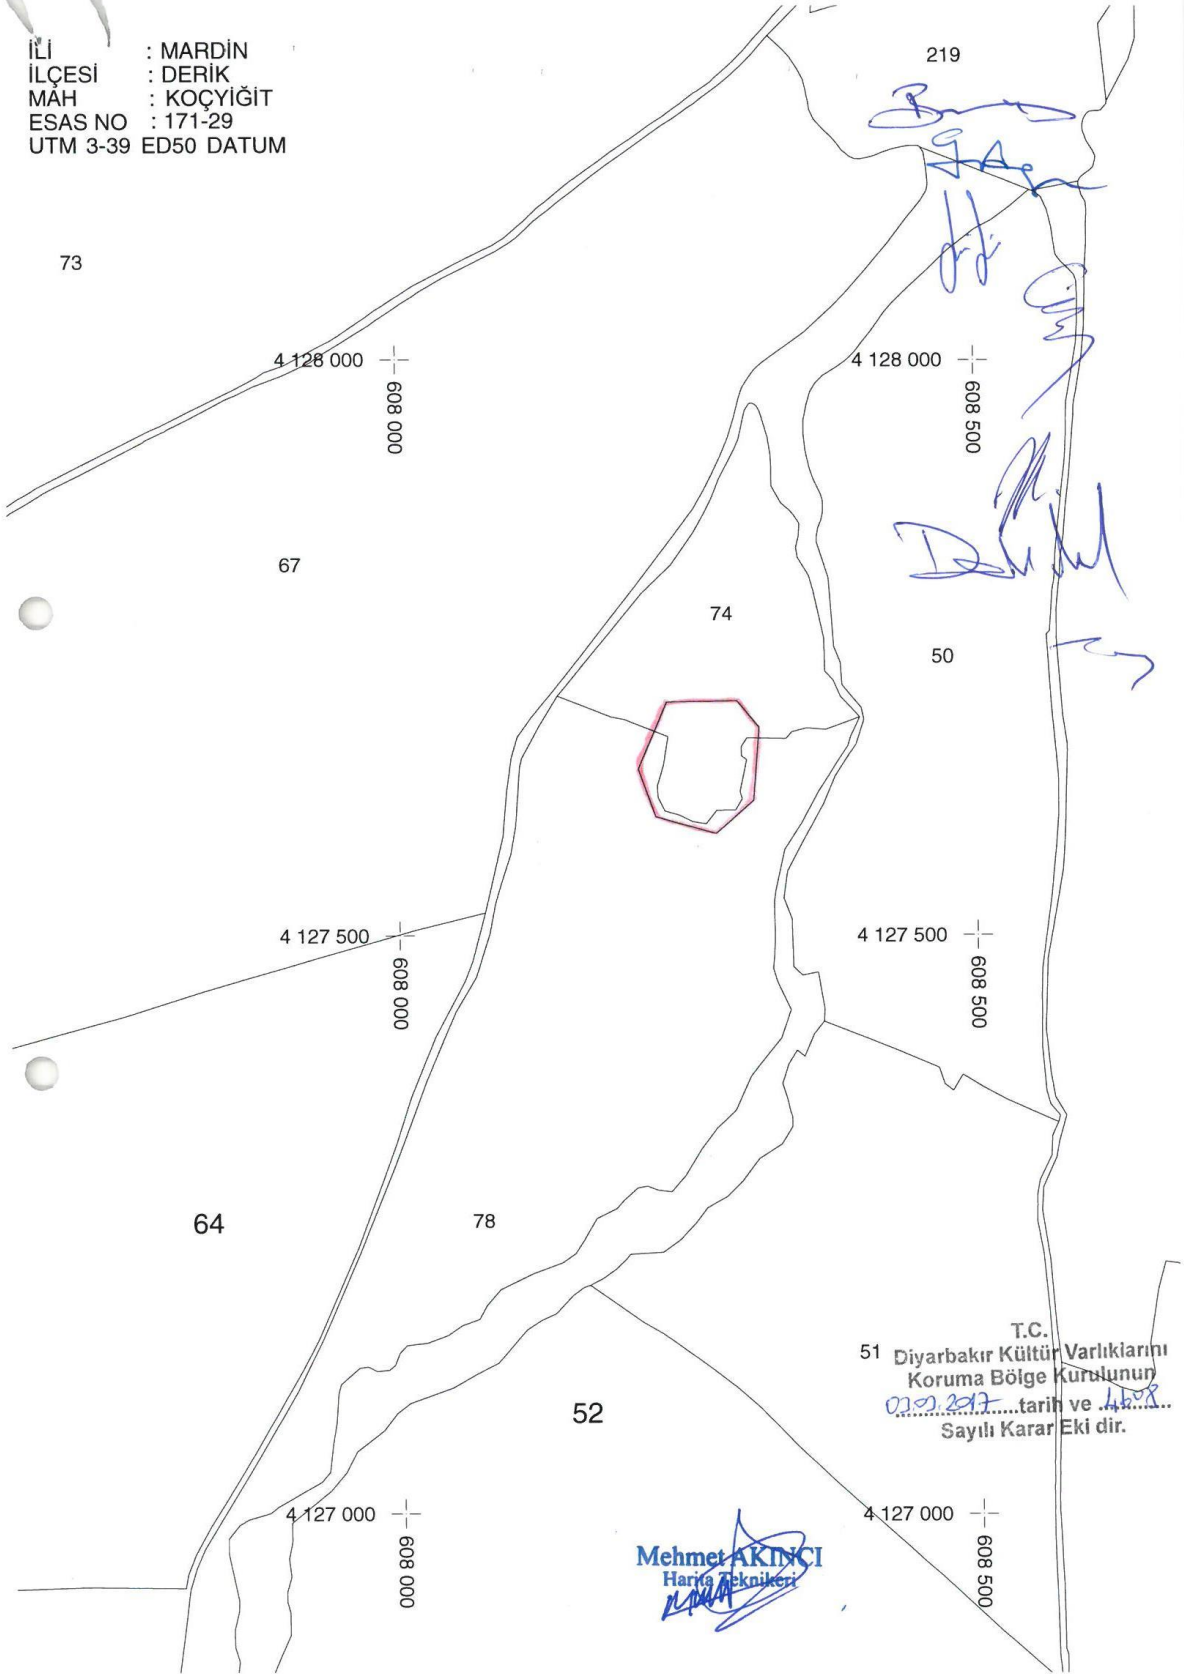 İLİ : MARDİN
İLÇESİ : DERİK
MAH : KOÇYİĞİT
ESAS NO : 171-29
UTM 3-39 ED50 DATUM
219
73
4 128 000
608 000
4 128 000
608 500
67
74
50
4 127 500
608 000
4 127 500
608 500
64
78
51
T.C.
Diyarbakır Kültür Varlıklarını
Koruma Bölge Kurulunun
tarih ve
Sayılı Karar Eki dir.
52
4 127 000
608 000
4 127 000
608 500
Mehmet AKINCI
Harita Teknikeri